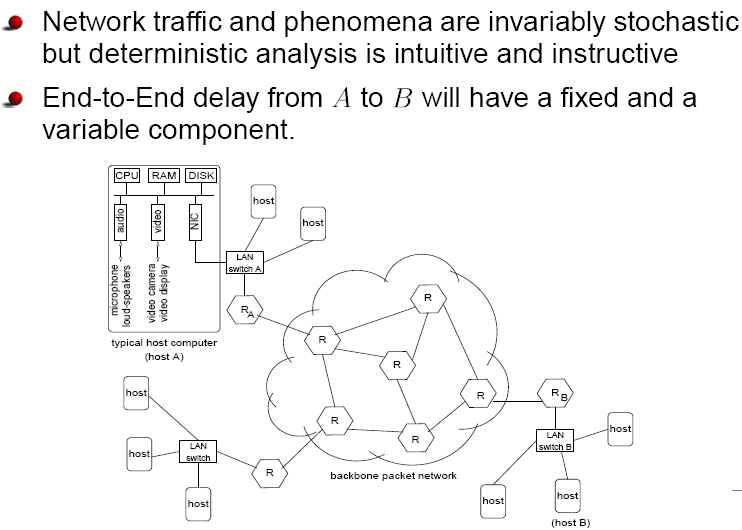 Network traffic and phenomena are invariably stochastic
but deterministic analysis is intuitive and instructive
End-to-End delay from A to B will have a fixed and a
variable component.
CPU RAM DISK
audio
video
NIC
microphone
loud-speakers
video camera
video display
typical host computer
(host A)
host
host
LAN
switch A
RA
R
R
R
R
R
R
backbone packet network
host
host
host
LAN
switch
R
RB
LAN
switch B
host
host
host
(host B)